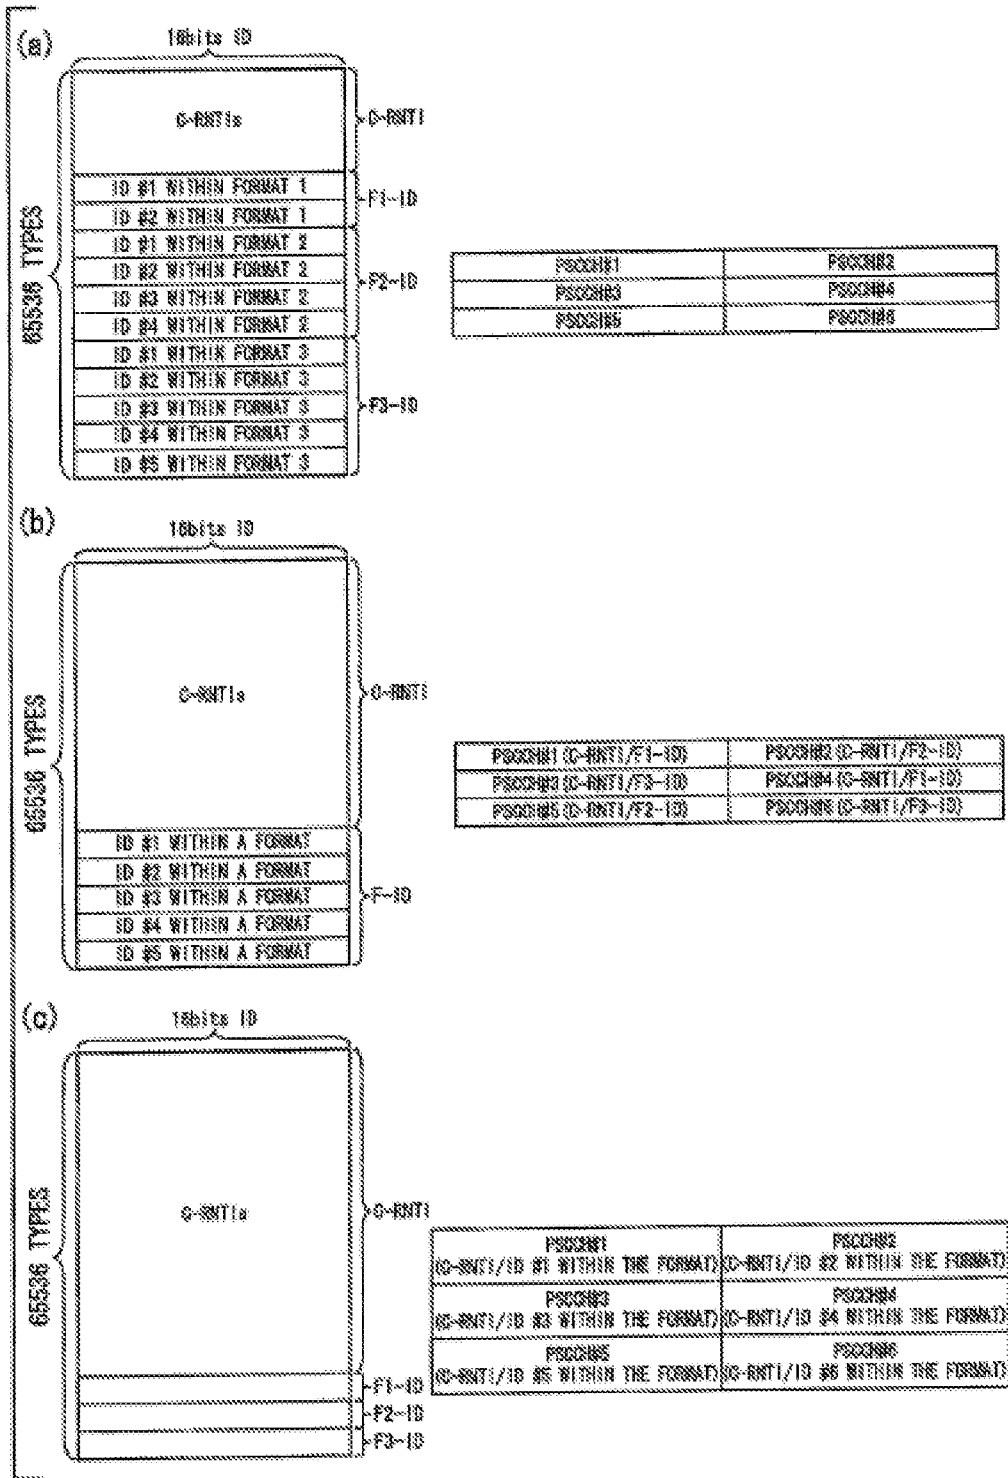 (a)
16bits ID
65536 TYPES
C-RNTIs
C-RNTI
ID #1 WITHIN FORMAT 1
ID #2 WITHIN FORMAT 1
F1-ID
ID #1 WITHIN FORMAT 2
ID #2 WITHIN FORMAT 2
ID #3 WITHIN FORMAT 2
ID #4 WITHIN FORMAT 2
F2-ID
ID #1 WITHIN FORMAT 3
ID #2 WITHIN FORMAT 3
ID #3 WITHIN FORMAT 3
ID #4 WITHIN FORMAT 3
ID #5 WITHIN FORMAT 3
F3-ID
PSCCH#1 PSCCH#2
PSCCH#3 PSCCH#4
PSCCH#5 PSCCH#6
(b)
16bits ID
65536 TYPES
C-RNTIs
C-RNTI
ID #1 WITHIN A FORMAT
ID #2 WITHIN A FORMAT
ID #3 WITHIN A FORMAT
ID #4 WITHIN A FORMAT
ID #5 WITHIN A FORMAT
F-ID
PSCCH#1(C-RNTI/F1-ID) PSCCH#2(C-RNTI/F2-ID)
PSCCH#3(C-RNTI/F3-ID) PSCCH#4(C-RNTI/F1-ID)
PSCCH#5(C-RNTI/F2-ID) PSCCH#6(C-RNTI/F3-ID)
(c)
16bits ID
65536 TYPES
C-RNTIs
C-RNTI
F1-ID
F2-ID
F3-ID
PSCCH#1 PSCCH#2
(C-RNTI/ID #1 WITHIN THE FORMAT) (C-RNTI/ID #2 WITHIN THE FORMAT)
PSCCH#3 PSCCH#4
(C-RNTI/ID #3 WITHIN THE FORMAT) (C-RNTI/ID #4 WITHIN THE FORMAT)
PSCCH#5 PSCCH#6
(C-RNTI/ID #5 WITHIN THE FORMAT) (C-RNTI/ID #6 WITHIN THE FORMAT)